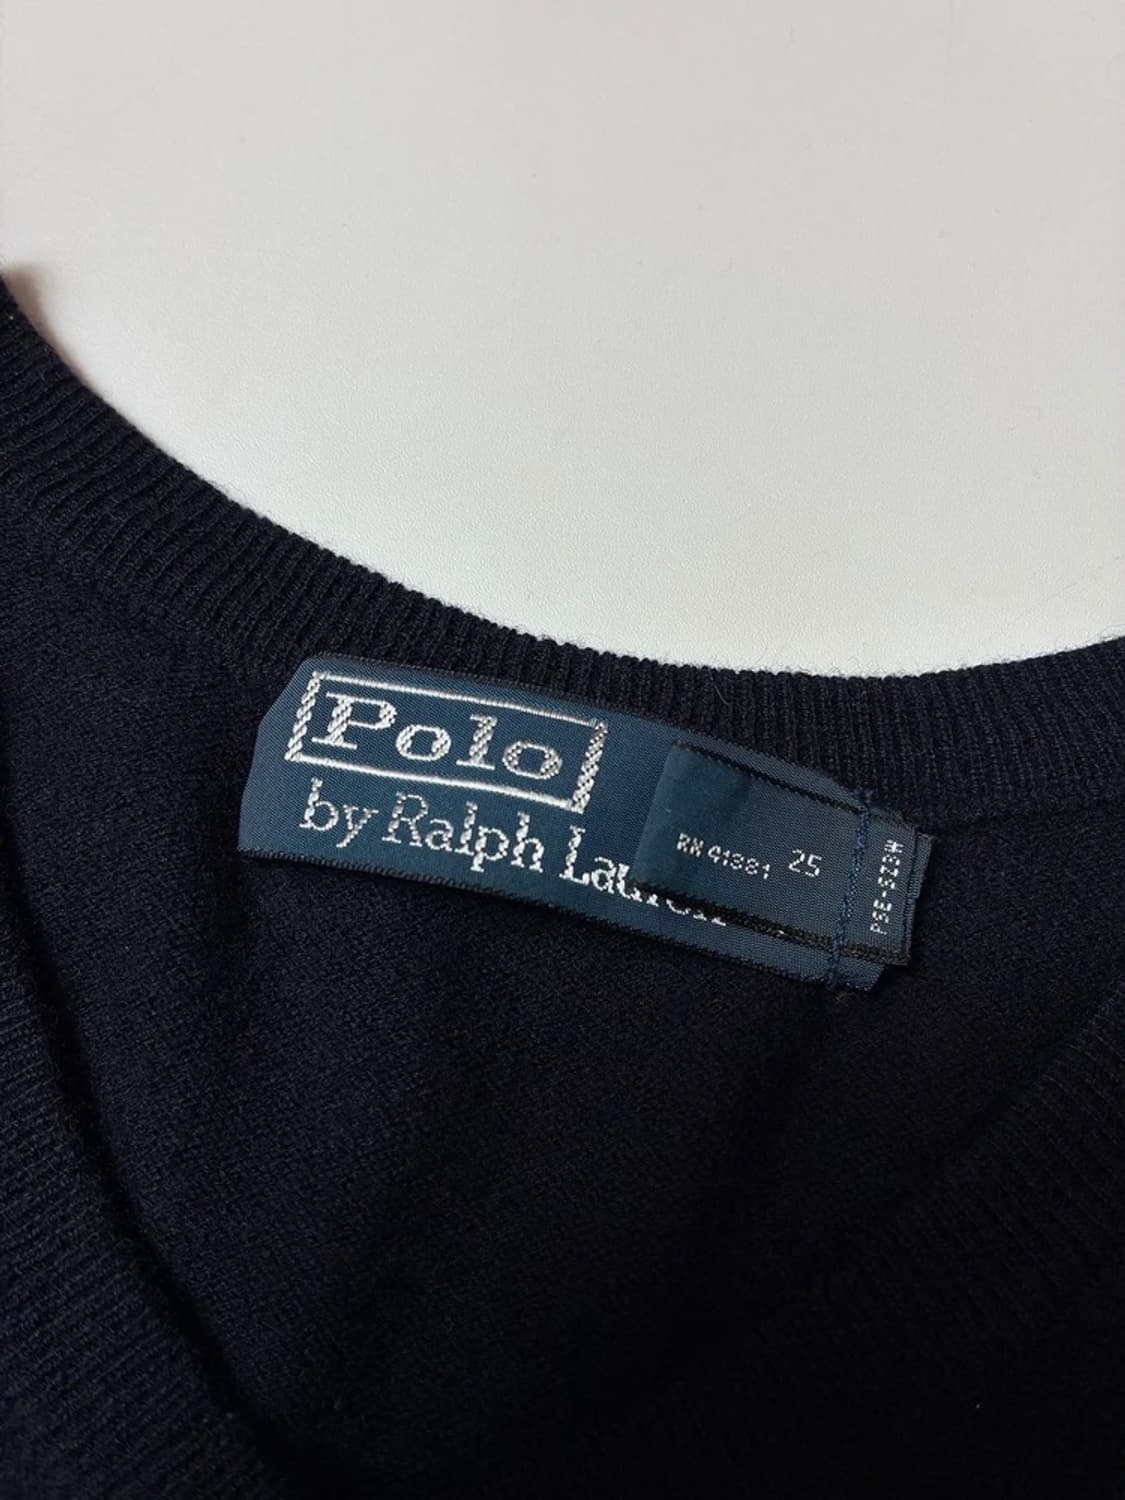 Polo
by Ralph Lauren
RN 41381 25